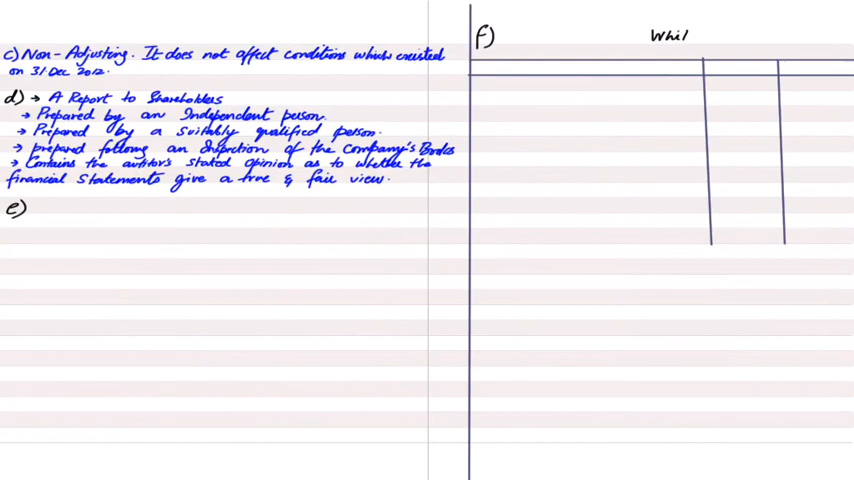 c) Non-Adjusting. It does not affect conditions which existed
on 31 Dec 2012.
d) → A Report to Shareholders
→ Prepared by an Independent person.
→ Prepared by a suitably qualified person.
→ prepared following an Inspection of the Company's Books
→ Contains the auditor's stated opinion as to whether the
financial Statements give a true & fair view.
e)
f) Whil